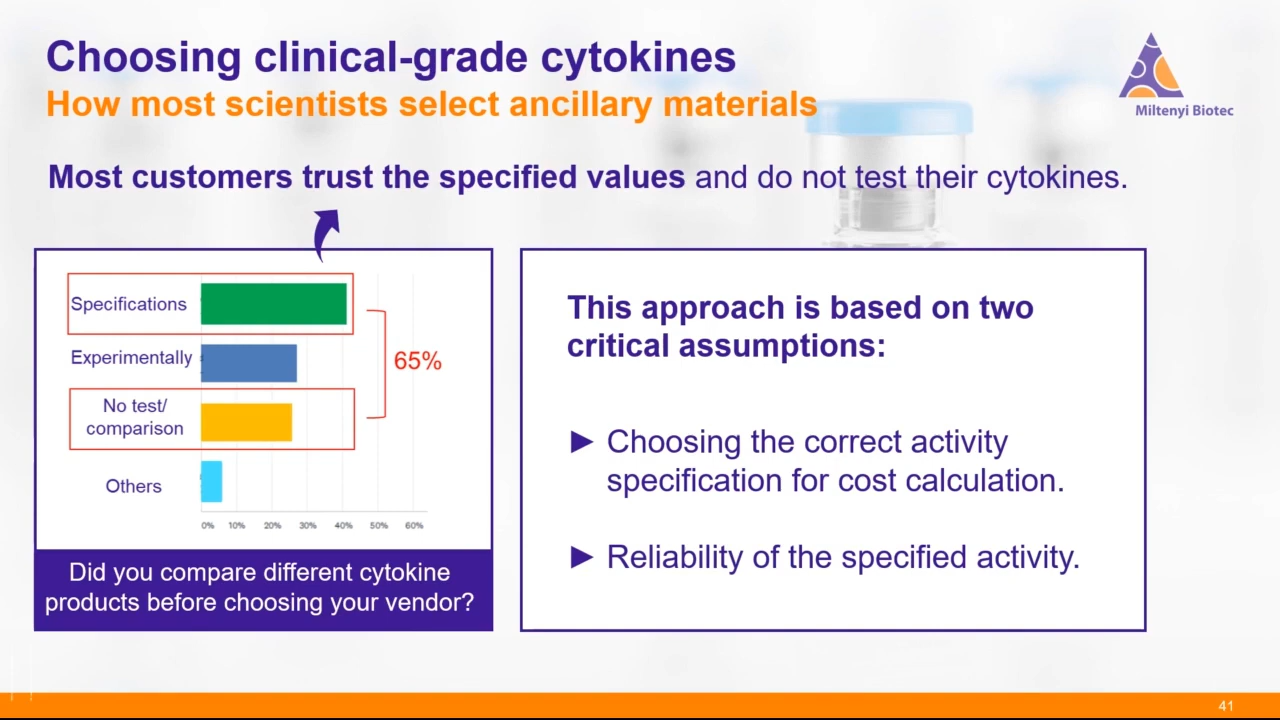 Choosing clinical-grade cytokines
How most scientists select ancillary materials
Miltenyi Biotec
Most customers trust the specified values and do not test their cytokines.
Specifications
Experimentally
No test/
comparison
Others
65%
0% 10% 20% 30% 40% 50% 60%
Did you compare different cytokine
products before choosing your vendor?
This approach is based on two
critical assumptions:
► Choosing the correct activity
specification for cost calculation.
► Reliability of the specified activity.
41